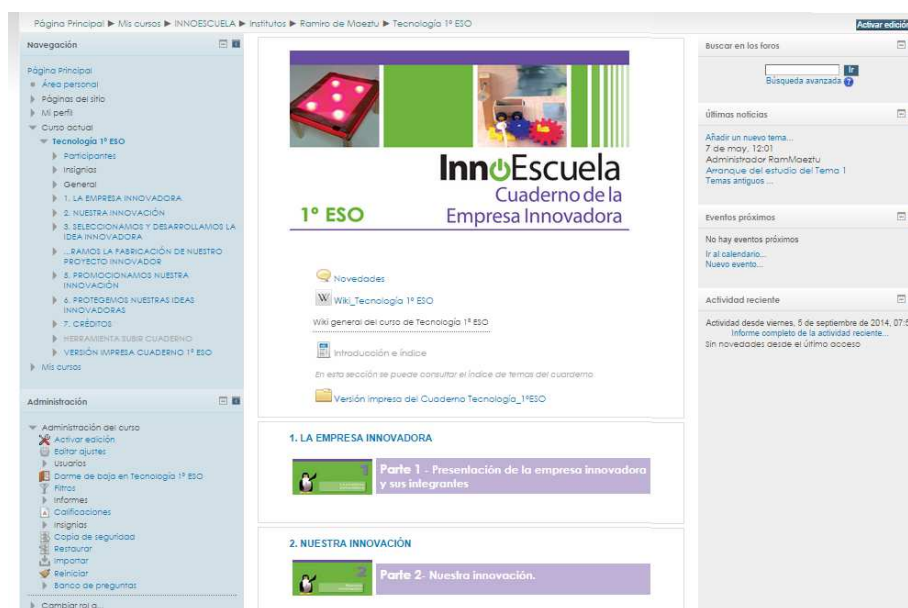 Página Principal ▶ Mis cursos ▶ INNOESCUELA ▶ Institutos ▶ Ramiro de Maeztu ▶ Tecnología 1º ESO
Activar edición
Navegación
Página Principal
Área personal
Páginas del sitio
Mi perfil
Curso actual
Tecnología 1º ESO
Participantes
Insignias
General
1. LA EMPRESA INNOVADORA
2. NUESTRA INNOVACIÓN
3. SELECCIONAMOS Y DESARROLLAMOS LA
IDEA INNOVADORA
...RAMOS LA FABRICACIÓN DE NUESTRO
PROYECTO INNOVADOR
5. PROMOCIONAMOS NUESTRA
INNOVACIÓN
6. PROTEGEMOS NUESTRAS IDEAS
INNOVADORAS
7. CRÉDITOS
HERRAMIENTA SUBIR CUADERNO
VERSIÓN IMPRESA CUADERNO 1º ESO
Mis cursos
Administración
Administración del curso
Activar edición
Editar ajustes
Usuarios
Darme de baja en Tecnología 1º ESO
Filtros
Informes
Calificaciones
Insignias
Copia de seguridad
Restaurar
Importar
Reiniciar
Banco de preguntas
Cambiar rol a...
InnoEscuela
Cuaderno de la
1º ESO Empresa Innovadora
Novedades
W Wiki_Tecnología 1º ESO
Wiki general del curso de Tecnología 1º ESO
Introducción e índice
En esta sección se puede consultar el índice de temas del cuarderno.
Versión impresa del Cuaderno Tecnología_1ºESO
1. LA EMPRESA INNOVADORA
1
Parte 1 - Presentación de la empresa innovadora
y sus integrantes
2. NUESTRA INNOVACIÓN
2
Parte 2- Nuestra innovación.
Buscar en los foros
Ir
Búsqueda avanzada ?
Últimas noticias
Añadir un nuevo tema...
7 de may, 12:01
Administrador RamMaeztu
Arranque del estudio del Tema 1
Temas antiguos ...
Eventos próximos
No hay eventos próximos
Ir al calendario...
Nuevo evento...
Actividad reciente
Actividad desde viernes, 5 de septiembre de 2014, 07:5
Informe completo de la actividad reciente...
Sin novedades desde el último acceso